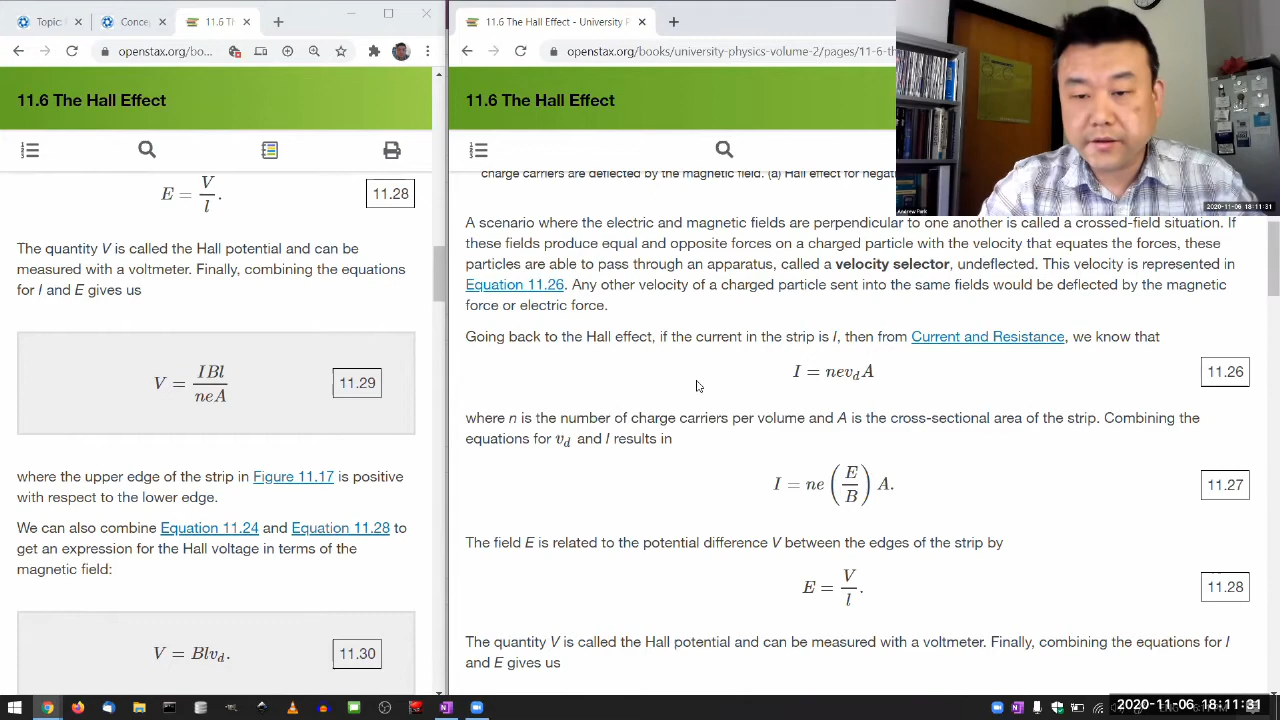 Topic:
Conce
11.6 Th
11.6 The Hall Effect - University P
openstax.org/bo...
openstax.org/books/university-physics-volume-2/pages/11-6-th
11.6 The Hall Effect
11.6 The Hall Effect
E = V/l.
11.28
The quantity V is called the Hall potential and can be
measured with a voltmeter. Finally, combining the equations
for I and E gives us
V = IBl/neA
11.29
where the upper edge of the strip in Figure 11.17 is positive
with respect to the lower edge.
We can also combine Equation 11.24 and Equation 11.28 to
get an expression for the Hall voltage in terms of the
magnetic field:
V = Blv_d.
11.30
charge carriers are deflected by the magnetic field. (a) Hall effect for negat
A scenario where the electric and magnetic fields are perpendicular to one another is called a crossed-field situation. If
these fields produce equal and opposite forces on a charged particle with the velocity that equates the forces, these
particles are able to pass through an apparatus, called a velocity selector, undeflected. This velocity is represented in
Equation 11.26. Any other velocity of a charged particle sent into the same fields would be deflected by the magnetic
force or electric force.
Going back to the Hall effect, if the current in the strip is I, then from Current and Resistance, we know that
I = nev_dA
11.26
where n is the number of charge carriers per volume and A is the cross-sectional area of the strip. Combining the
equations for v_d and I results in
I = ne(E/B)A.
11.27
The field E is related to the potential difference V between the edges of the strip by
E = V/l.
11.28
The quantity V is called the Hall potential and can be measured with a voltmeter. Finally, combining the equations for I
and E gives us
Andrew Park
2020-11-06 18:11:31
2020-11-06 18:11:31